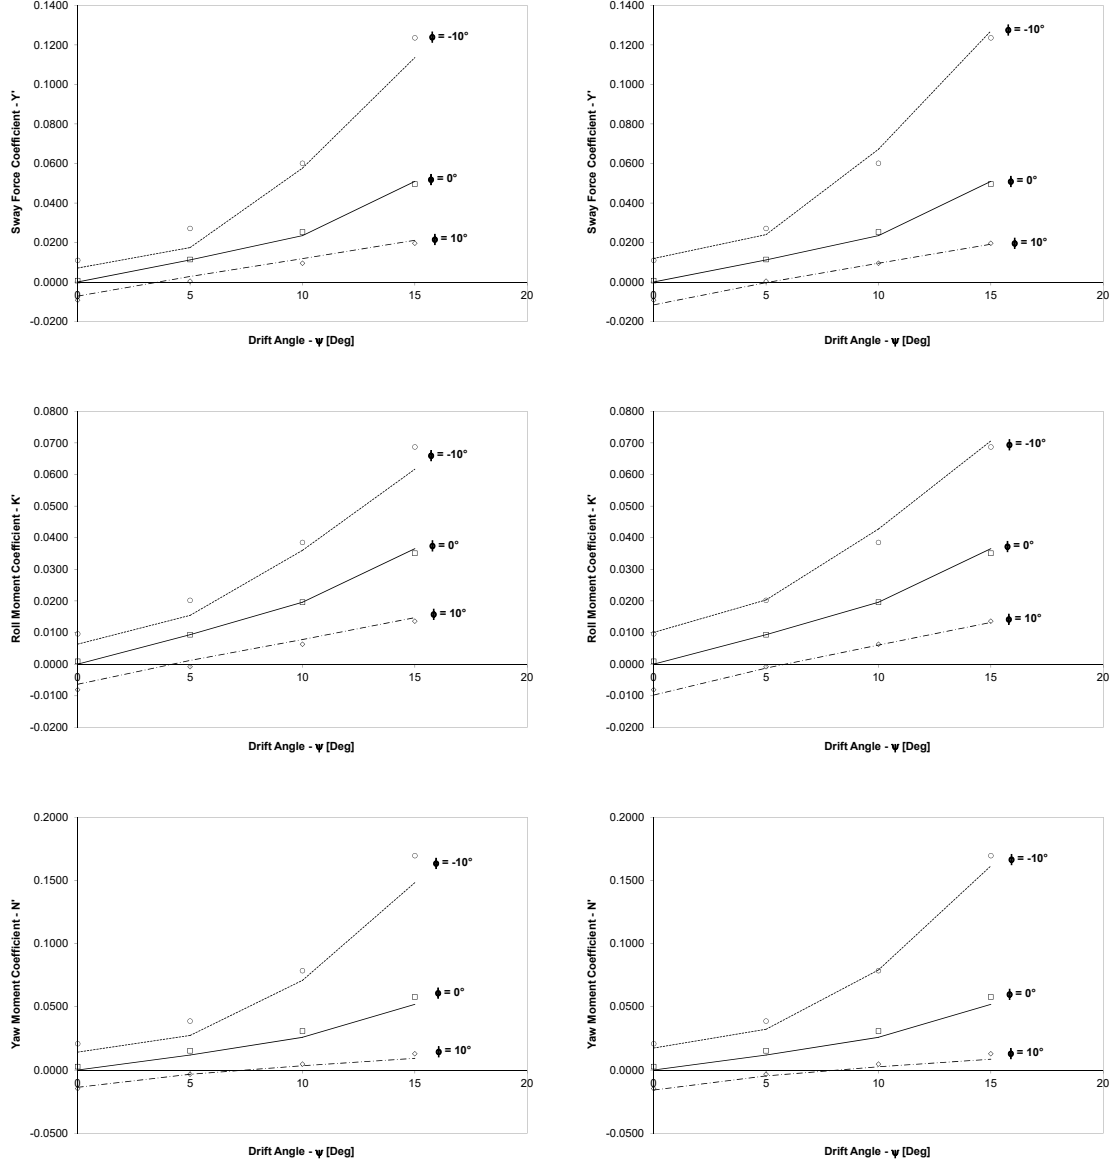 0.1400
0.1200
0.1000
0.0800
0.0600
0.0400
0.0200
0.0000
-0.0200
Sway Force Coefficient - Y'
0 5 10 15 20
Drift Angle - ψ [Deg]
ϕ = -10°
ϕ = 0°
ϕ = 10°
0.1400
0.1200
0.1000
0.0800
0.0600
0.0400
0.0200
0.0000
-0.0200
Sway Force Coefficient - Y'
0 5 10 15 20
Drift Angle - ψ [Deg]
ϕ = -10°
ϕ = 0°
ϕ = 10°
0.0800
0.0700
0.0600
0.0500
0.0400
0.0300
0.0200
0.0100
0.0000
-0.0100
-0.0200
Roll Moment Coefficient - K'
0 5 10 15 20
Drift Angle - ψ [Deg]
ϕ = -10°
ϕ = 0°
ϕ = 10°
0.0800
0.0700
0.0600
0.0500
0.0400
0.0300
0.0200
0.0100
0.0000
-0.0100
-0.0200
Roll Moment Coefficient - K'
0 5 10 15 20
Drift Angle - ψ [Deg]
ϕ = -10°
ϕ = 0°
ϕ = 10°
0.2000
0.1500
0.1000
0.0500
0.0000
-0.0500
Yaw Moment Coefficient - N'
0 5 10 15 20
Drift Angle - ψ [Deg]
ϕ = -10°
ϕ = 0°
ϕ = 10°
0.2000
0.1500
0.1000
0.0500
0.0000
-0.0500
Yaw Moment Coefficient - N'
0 5 10 15 20
Drift Angle - ψ [Deg]
ϕ = -10°
ϕ = 0°
ϕ = 10°